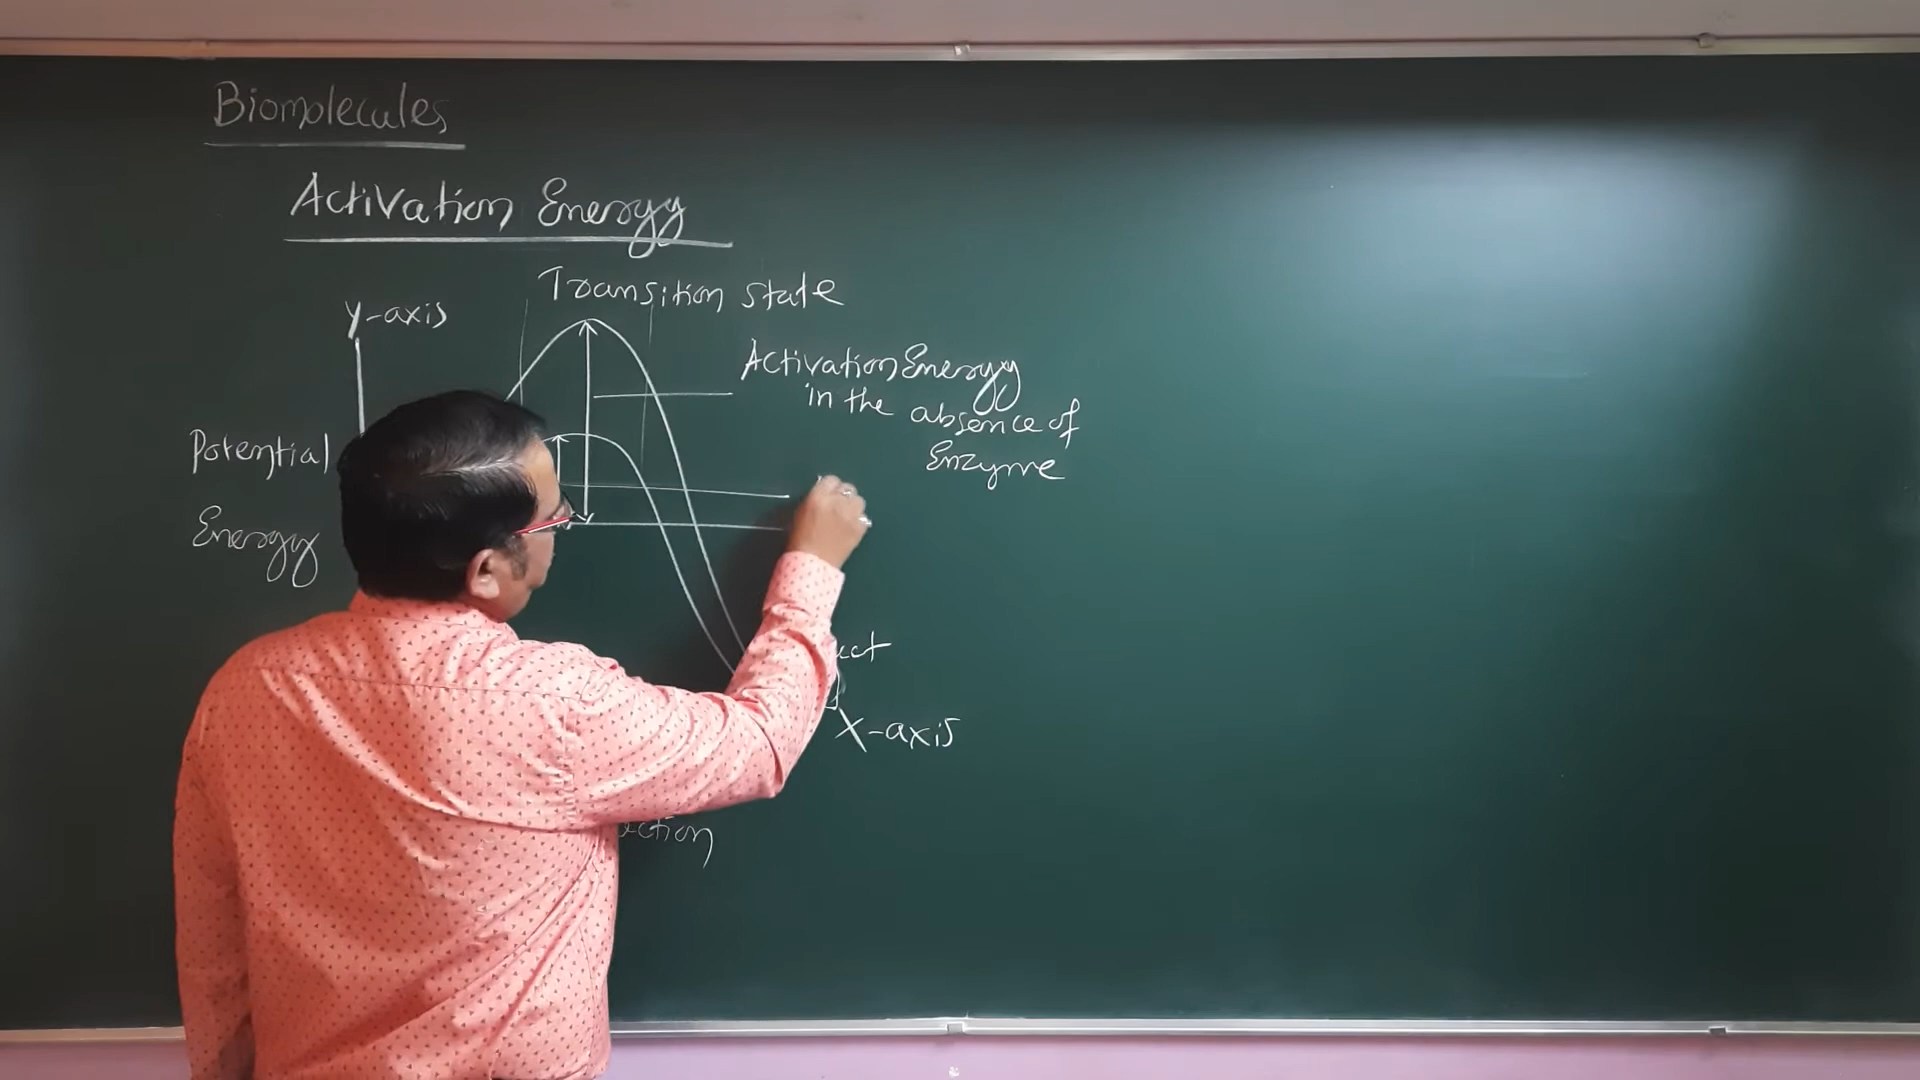 Biomolecules
Activation Energy
Transition state
y-axis
Activation Energy
in the absence of
Enzyme
Potential
Energy
X-axis